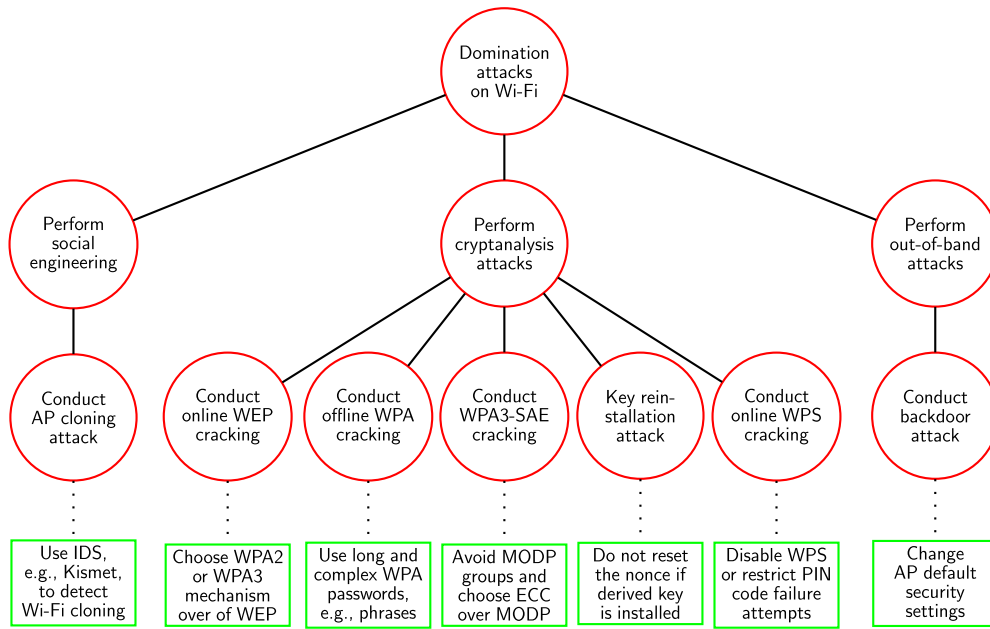 Domination
attacks
on Wi-Fi
Perform
social
engineering
Perform
cryptanalysis
attacks
Perform
out-of-band
attacks
Conduct
AP cloning
attack
Conduct
online WEP
cracking
Conduct
offline WPA
cracking
Conduct
WPA3-SAE
cracking
Key rein-
stallation
attack
Conduct
online WPS
cracking
Conduct
backdoor
attack
Use IDS,
e.g., Kismet,
to detect
Wi-Fi cloning
Choose WPA2
or WPA3
mechanism
over of WEP
Use long and
complex WPA
passwords,
e.g., phrases
Avoid MODP
groups and
choose ECC
over MODP
Do not reset
the nonce if
derived key
is installed
Disable WPS
or restrict PIN
code failure
attempts
Change
AP default
security
settings